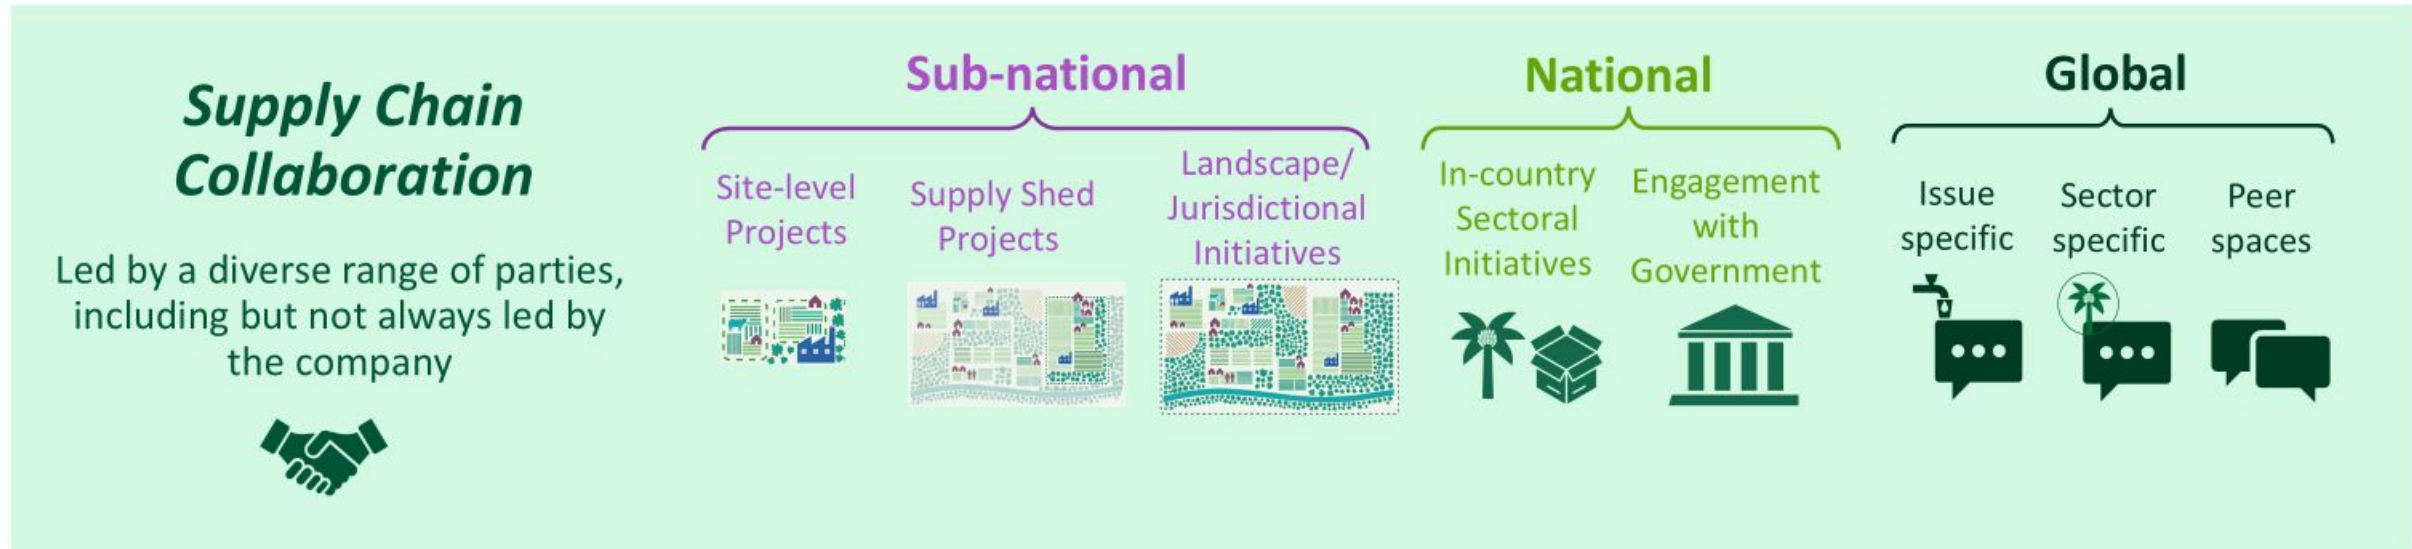 Supply Chain
Collaboration
Led by a diverse range of parties,
including but not always led by
the company
Sub-national
Site-level
Projects
Supply Shed
Projects
Landscape/
Jurisdictional
Initiatives
National
In-country
Sectoral
Initiatives
Engagement
with
Government
Global
Issue
specific
Sector
specific
Peer
spaces